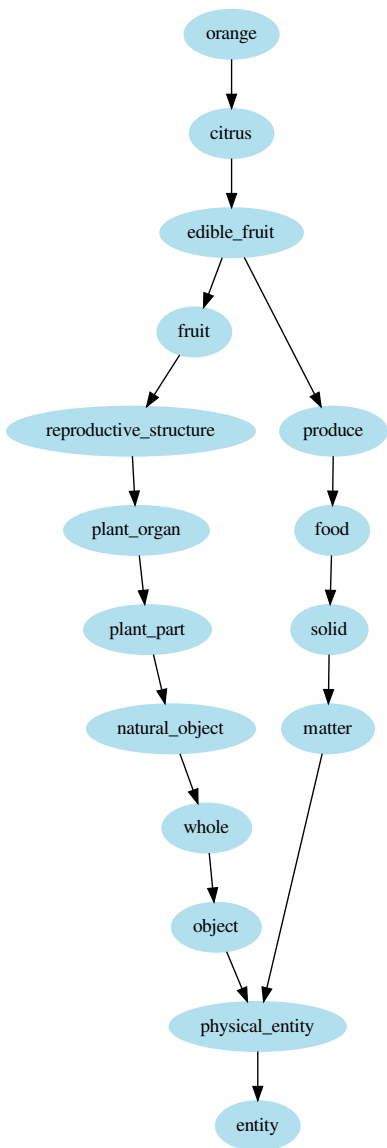 orange
citrus
edible_fruit
fruit
reproductive_structure
produce
plant_organ
food
plant_part
solid
natural_object
matter
whole
object
physical_entity
entity